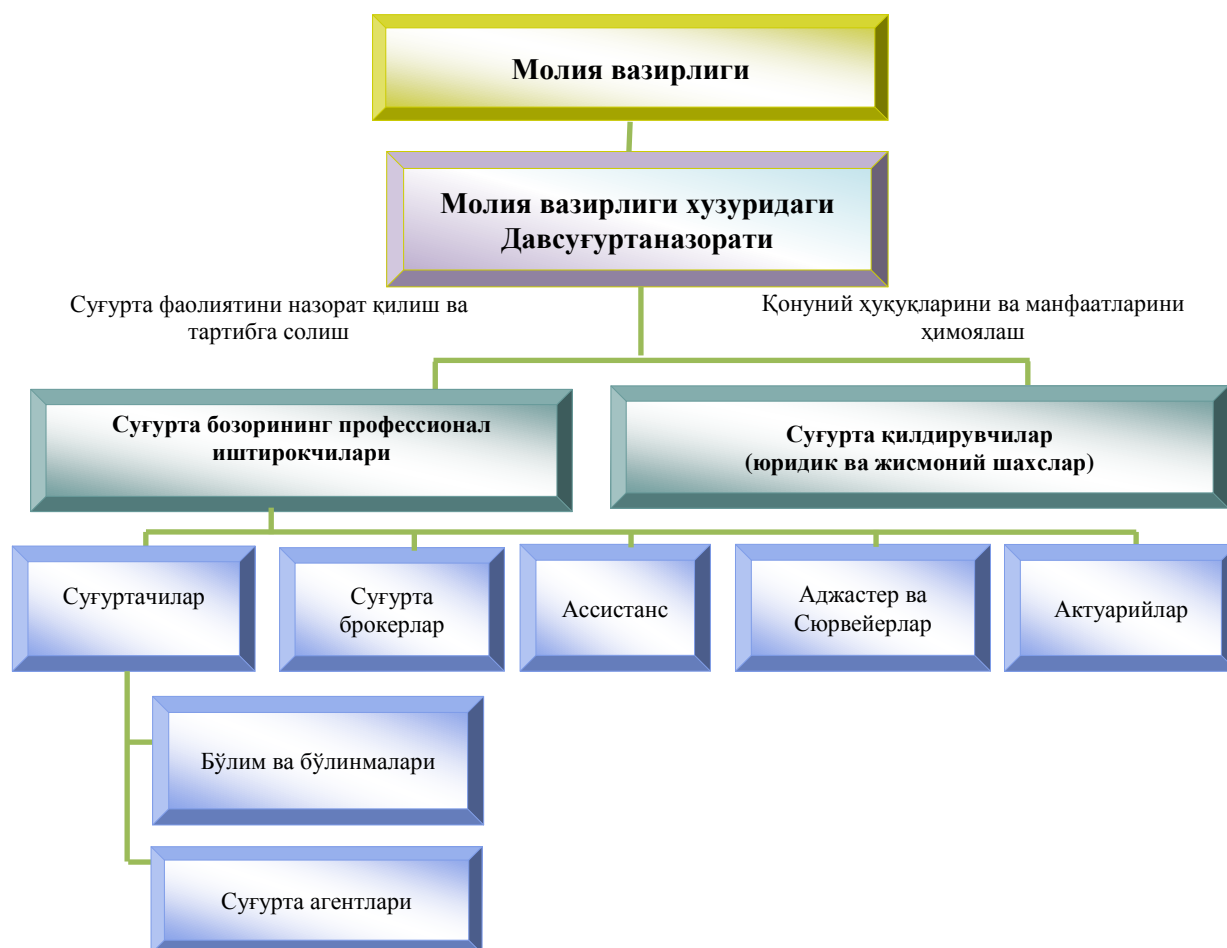 Молия вазирлиги
Молия вазирлиги хузуридаги
Давсуғуртаназорати
Суғурта фаолиятини назорат қилиш ва
тартибга солиш
Қонуний ҳуқуқларини ва манфаатларини
ҳимоялаш
Суғурта бозорининг профессионал
иштирокчилари
Суғурта қилдирувчилар
(юридик ва жисмоний шахслар)
Суғуртачилар
Суғурта
брокерлар
Ассистанс
Аджастер ва
Сюрвейерлар
Актуарийлар
Бўлим ва бўлинмалари
Суғурта агентлари